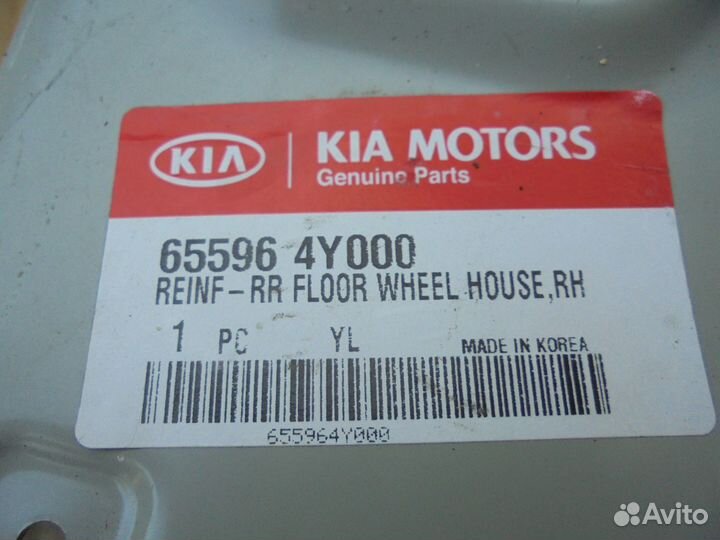 KIA
KIA MOTORS
Genuine Parts
65596 4Y000
REINF-RR FLOOR WHEEL HOUSE,RH
1 PC YL MADE IN KOREA
655964Y000
Avito